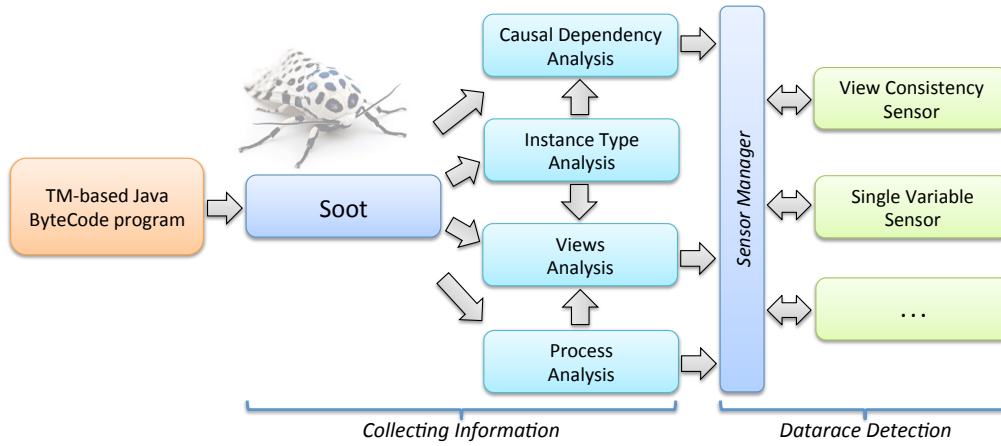 TM-based Java
ByteCode program
Soot
Causal Dependency
Analysis
Instance Type
Analysis
Views
Analysis
Process
Analysis
Sensor Manager
View Consistency
Sensor
Single Variable
Sensor
...
Collecting Information
Datarace Detection